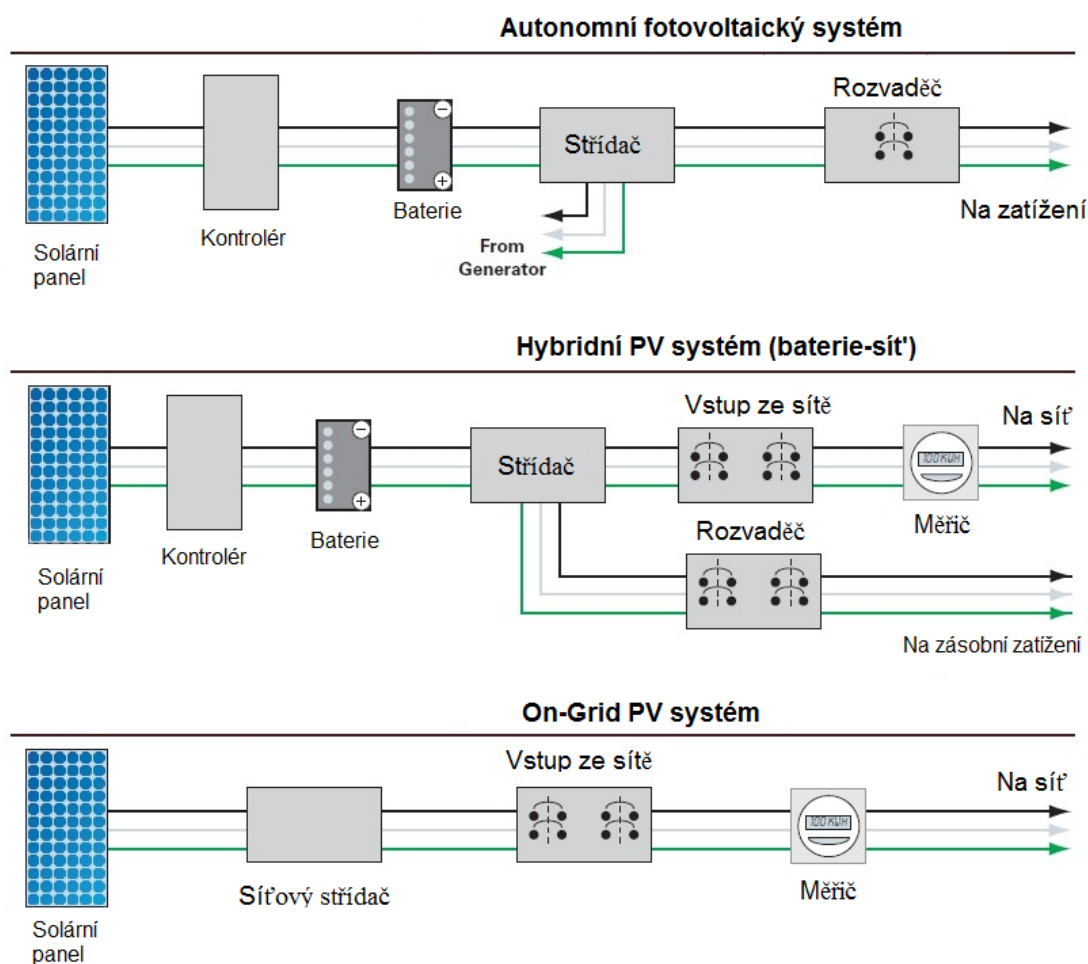 Autonomní fotovoltaický systém
Rozvaděč
Střídač
Baterie
Kontrolér
Solární
panel
From
Generator
Na zatížení
Hybridní PV systém (baterie-sít')
Vstup ze sítě
Na síť
Střídač
100 KWH
Měřič
Rozvaděč
Baterie
Kontrolér
Solární
panel
Na zásobní zatížení
On-Grid PV systém
Vstup ze sítě
Na síť
100 KWH
Síťový střídač
Měřič
Solární
panel